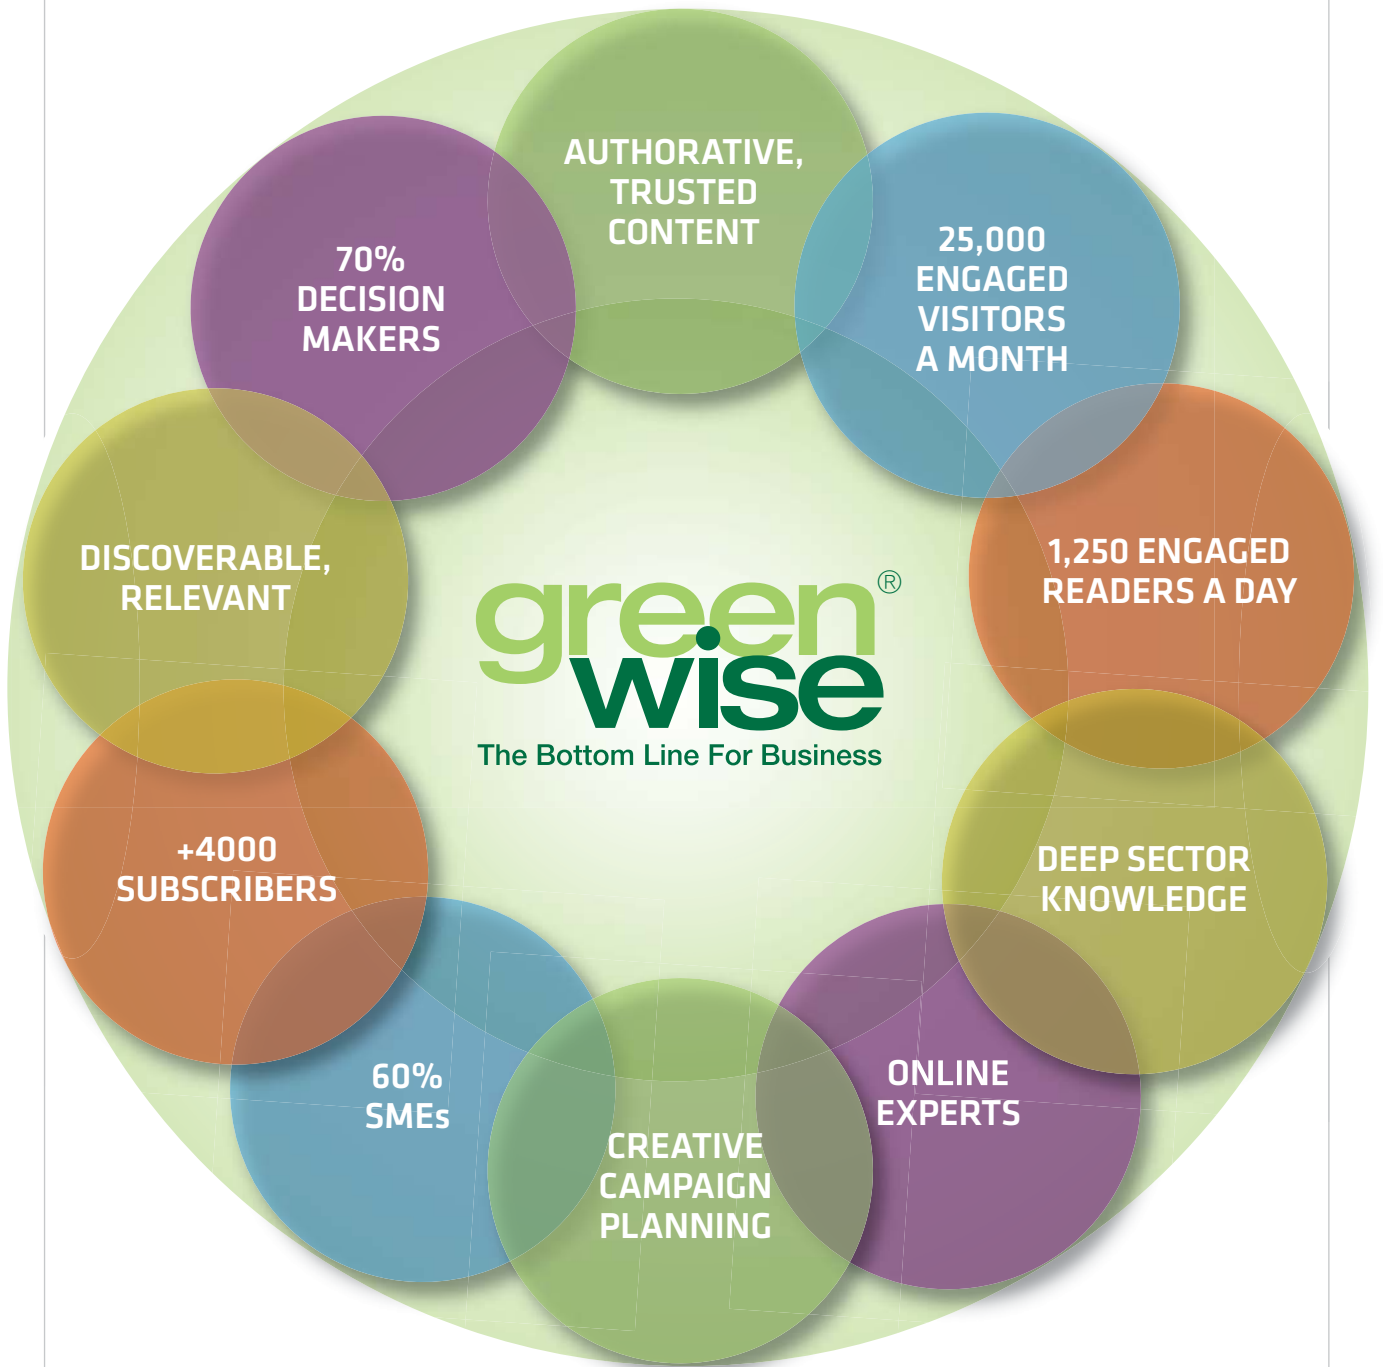 AUTHORATIVE,
TRUSTED
CONTENT
25,000
ENGAGED
VISITORS
A MONTH
1,250 ENGAGED
READERS A DAY
DEEP SECTOR
KNOWLEDGE
ONLINE
EXPERTS
CREATIVE
CAMPAIGN
PLANNING
60%
SMEs
+4000
SUBSCRIBERS
DISCOVERABLE,
RELEVANT
70%
DECISION
MAKERS
green®
wise
The Bottom Line For Business